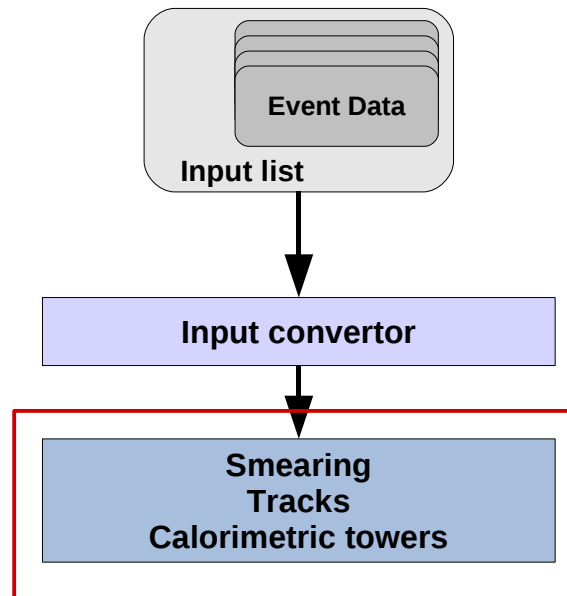 Event Data
Input list
Input convertor
Smearing
Tracks
Calorimetric towers